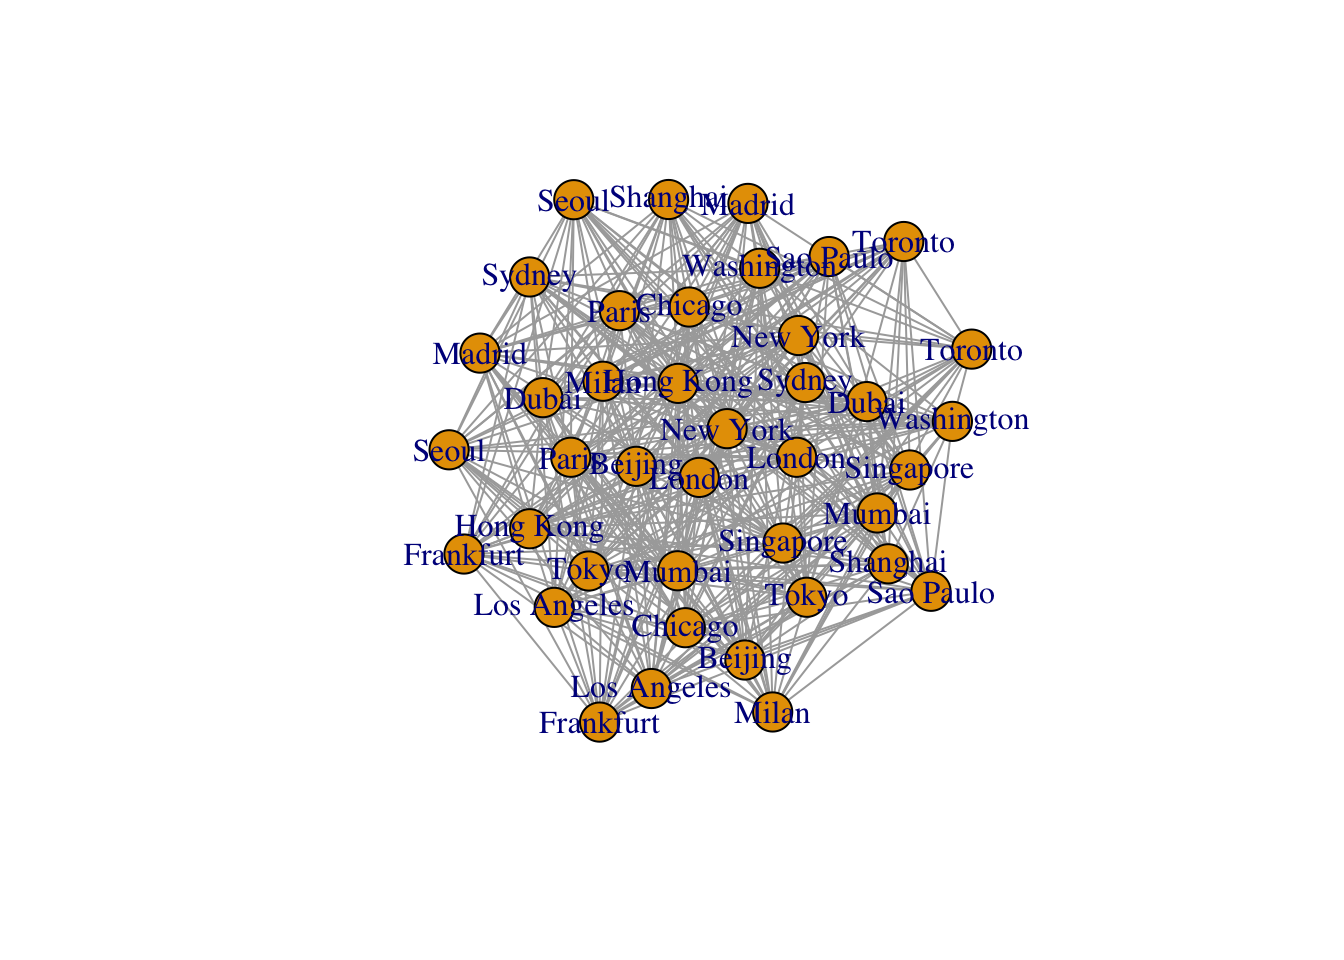 Seoul
Shanghai
Madrid
Toronto
Sao Paulo
Washington
Sydney
Chicago
Paris
New York
Toronto
Madrid
Milan
Hong Kong
Sydney
Dubai
Dubai
Washington
New York
Seoul
Paris
Beijing
London
London
Singapore
Mumbai
Hong Kong
Singapore
Frankfurt
Shanghai
Tokyo
Mumbai
Tokyo
Sao Paulo
Los Angeles
Chicago
Beijing
Los Angeles
Milan
Frankfurt